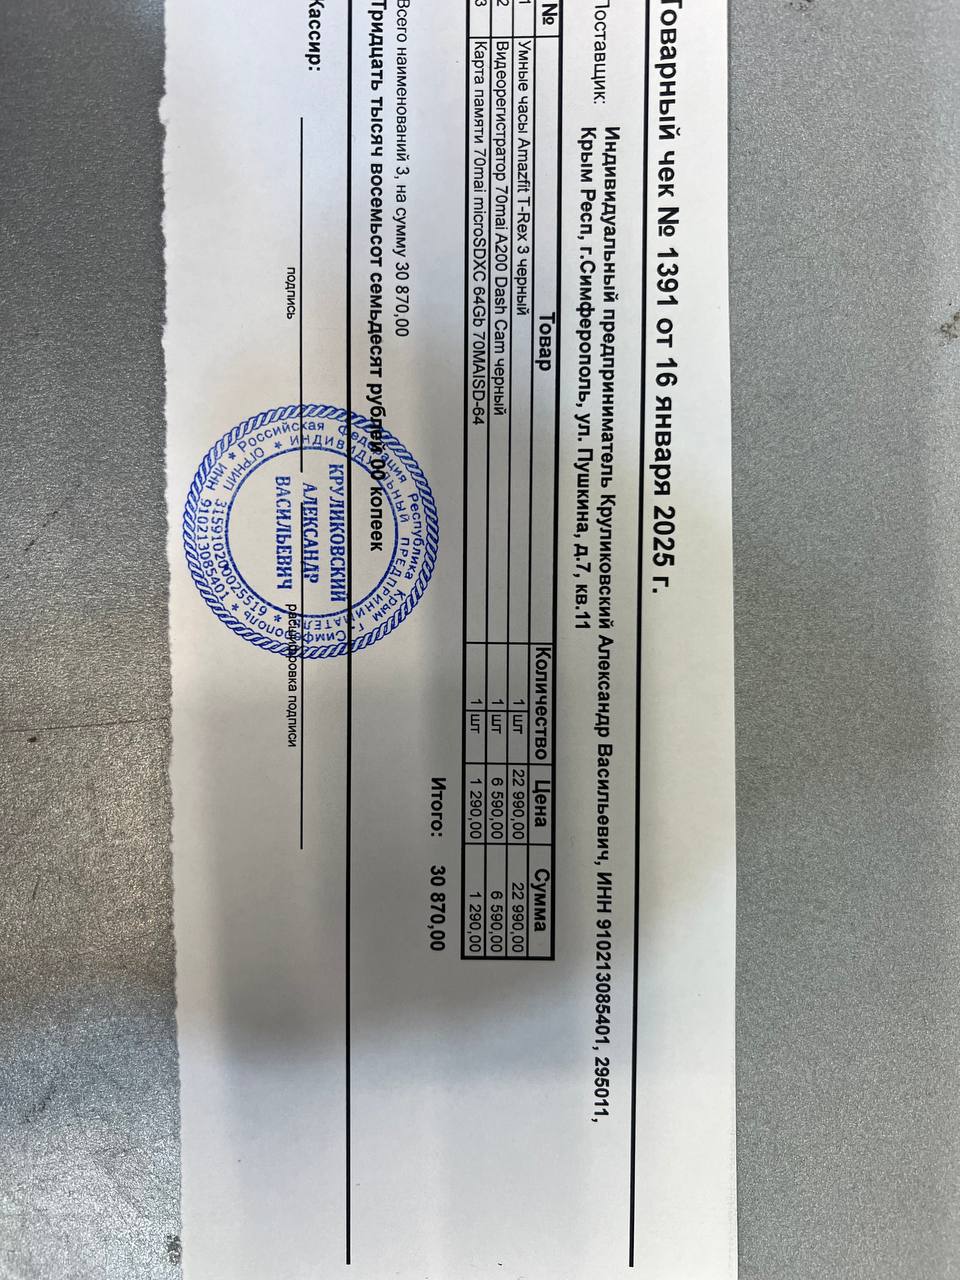 Товарный чек № 1391 от 16 января 2025 г.
Поставщик: Индивидуальный предприниматель Круликовский Александр Васильевич, ИНН 910213085401, 295011,
Крым Респ, г.Симферополь, ул. Пушкина, д.7, кв.11
№ Товар Количество Цена Сумма
1 Умные часы Amazfit T-Rex 3 черный 1 шт 22 990,00 22 990,00
2 Видеорегистратор 70mai A200 Dash Cam черный 1 шт 6 590,00 6 590,00
3 Карта памяти 70mai microSDXC 64Gb 70MAISD-64 1 шт 1 290,00 1 290,00
Итого: 30 870,00
Всего наименований 3, на сумму 30 870,00
Тридцать тысяч восемьсот семьдесят рублей 00 копеек
Кассир:
подпись расшифровка подписи
Российская Федерация Республика Крым
ИНДИВИДУАЛЬНЫЙ ПРЕДПРИНИМАТЕЛЬ
КРУЛИКОВСКИЙ
АЛЕКСАНДР
ВАСИЛЬЕВИЧ
ОГРНИП 315910200025519
ИНН 910213085401